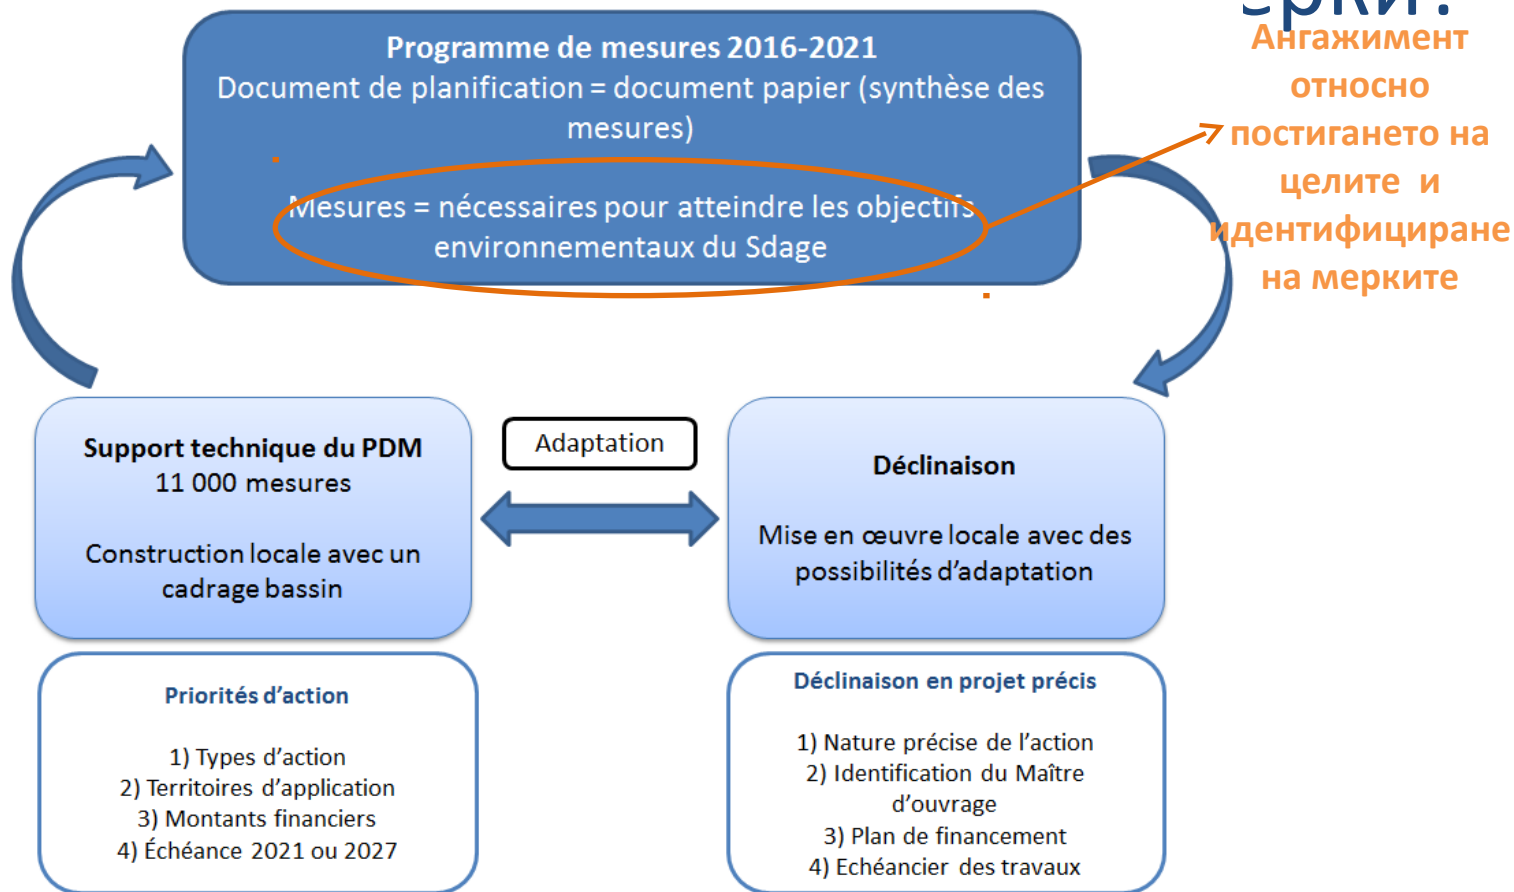 ерки?
Programme de mesures 2016-2021
Document de planification = document papier (synthèse des
mesures)
Mesures = nécessaires pour atteindre les objectifs
environnementaux du Sdage
Ангажимент
относно
постигането на
целите и
идентифициране
на мерките
Support technique du PDM
11 000 mesures
Construction locale avec un
cadrage bassin
Adaptation
Déclinaison
Mise en œuvre locale avec des
possibilités d’adaptation
Priorités d’action
1) Types d’action
2) Territoires d’application
3) Montants financiers
4) Échéance 2021 ou 2027
Déclinaison en projet précis
1) Nature précise de l’action
2) Identification du Maître
d’ouvrage
3) Plan de financement
4) Echéancier des travaux